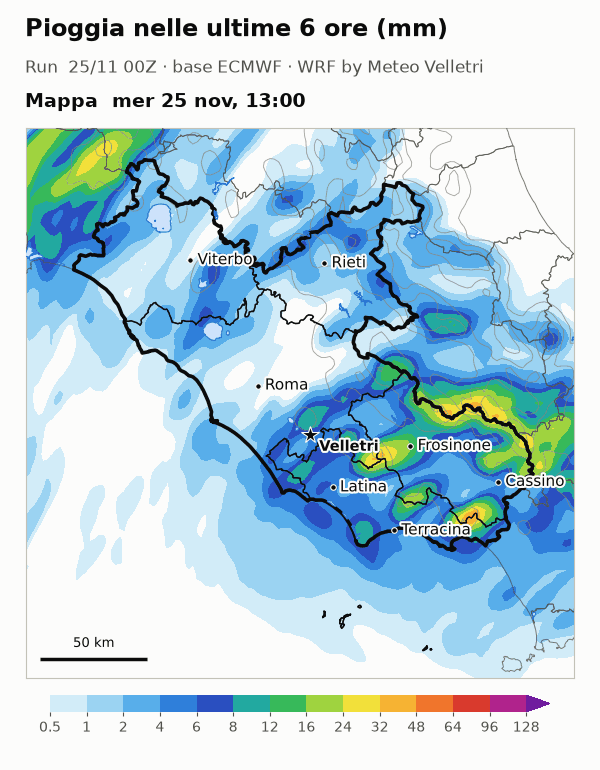 Pioggia nelle ultime 6 ore (mm)
Run  25/11 00Z · base ECMWF · WRF by Meteo Velletri
Mappa  mer 25 nov, 13:00
Viterbo
Rieti
Roma
Velletri
Frosinone
Cassino
Latina
Terracina
50 km
0.5 1 2 4 6 8 12 16 24 32 48 64 96 128